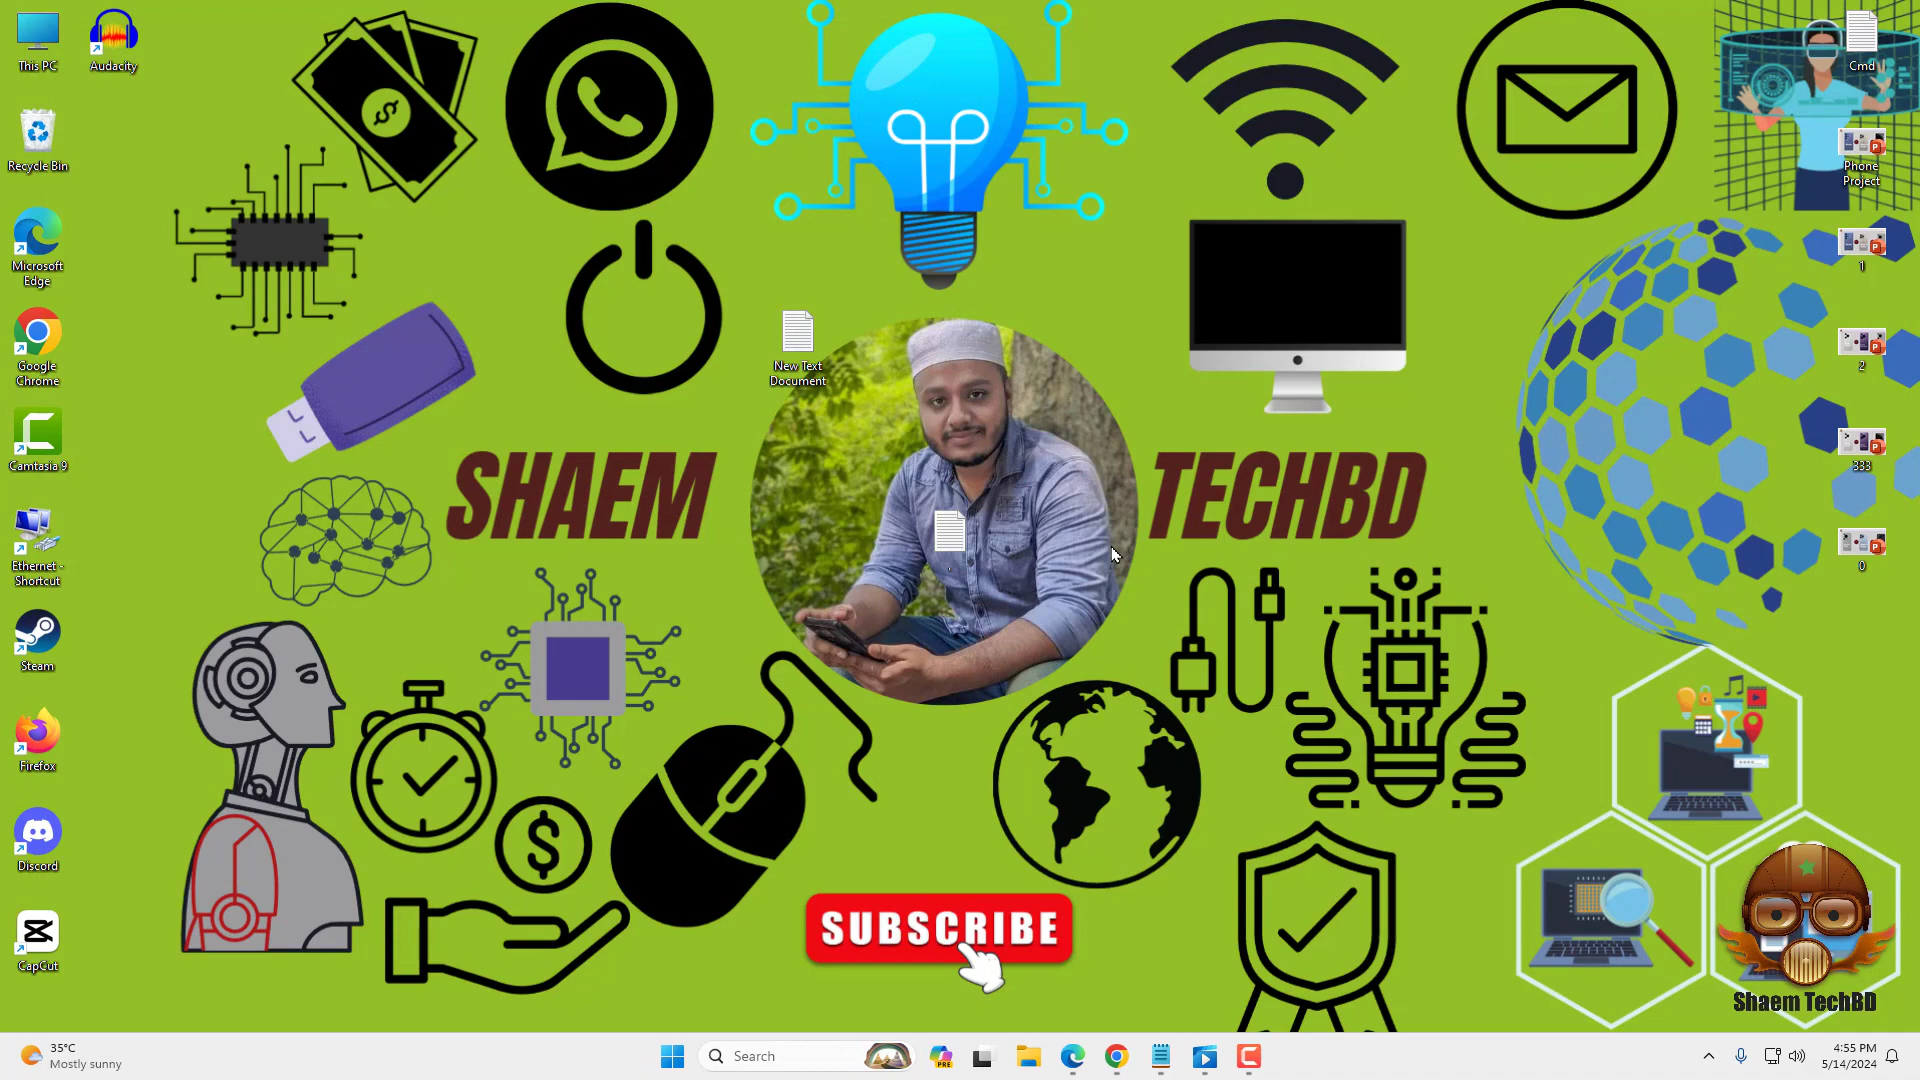 This PC
Audacity
Recycle Bin
Microsoft
Edge
Google
Chrome
Camtasia 9
Ethernet -
Shortcut
Steam
Firefox
Discord
CapCut
New Text
Document
SHAEM
TECHBD
SUBSCRIBE
Cmd
Phone
Project
1
2
333
0
Shaem TechBD
35°C
Mostly sunny
Search
PRE
4:55 PM
5/14/2024